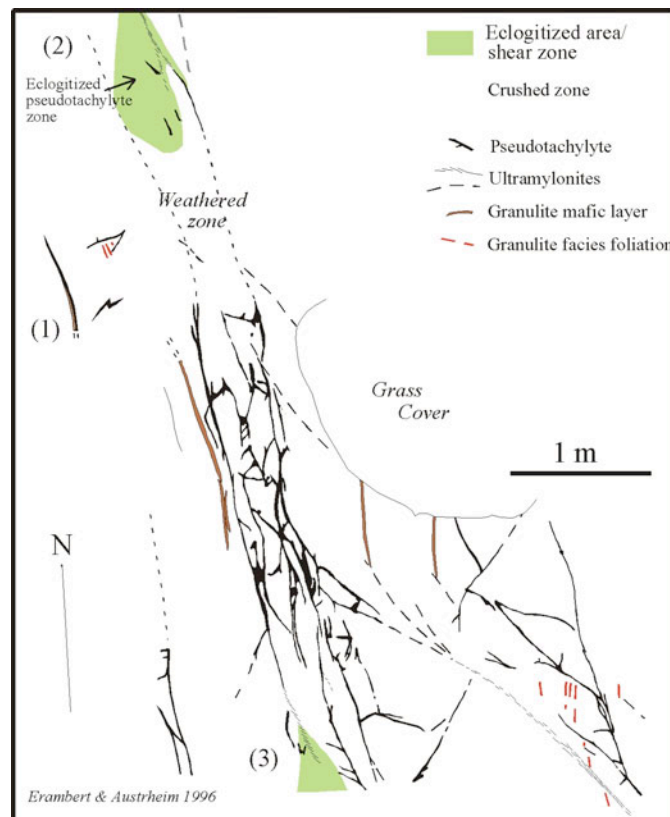 (2)
Eclogitized
pseudotachylyte
zone
Eclogitized area/
shear zone
Crushed zone
Pseudotachylyte
Ultramylonites
Granulite mafic layer
Granulite facies foliation
Weathered
zone
(1)
Grass
Cover
1 m
N
(3)
Erambert & Austrheim 1996